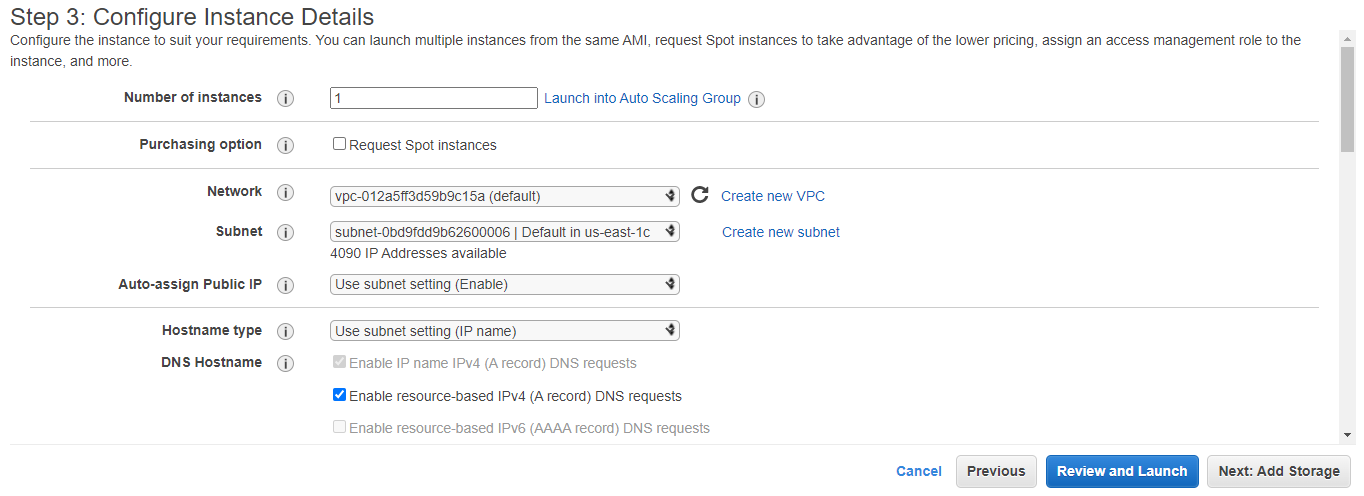 Step 3: Configure Instance Details
Configure the instance to suit your requirements. You can launch multiple instances from the same AMI, request Spot instances to take advantage of the lower pricing, assign an access management role to the
instance, and more.
Number of instances i 1 Launch into Auto Scaling Group i
Purchasing option i Request Spot instances
Network i vpc-012a5ff3d59b9c15a (default) Create new VPC
Subnet i subnet-0bd9fdd9b62600006 | Default in us-east-1c Create new subnet
4090 IP Addresses available
Auto-assign Public IP i Use subnet setting (Enable)
Hostname type i Use subnet setting (IP name)
DNS Hostname i Enable IP name IPv4 (A record) DNS requests
Enable resource-based IPv4 (A record) DNS requests
Enable resource-based IPv6 (AAAA record) DNS requests
Cancel Previous Review and Launch Next: Add Storage